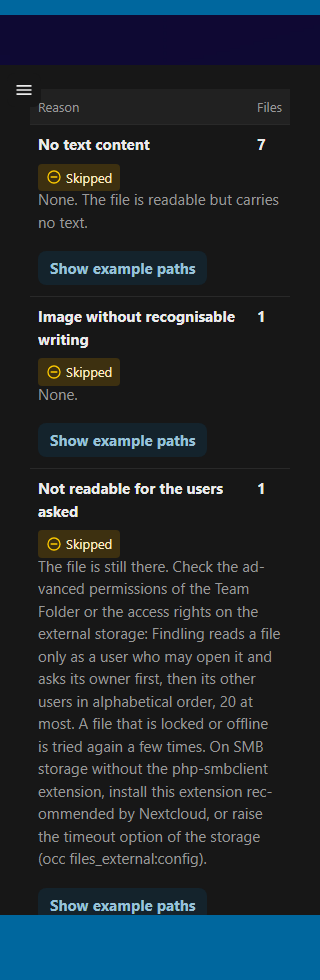 Reason Files
No text content 7
Skipped
None. The file is readable but carries
no text.
Show example paths
Image without recognisable 1
writing
Skipped
None.
Show example paths
Not readable for the users 1
asked
Skipped
The file is still there. Check the ad-
vanced permissions of the Team
Folder or the access rights on the
external storage: Findling reads a file
only as a user who may open it and
asks its owner first, then its other
users in alphabetical order, 20 at
most. A file that is locked or offline
is tried again a few times. On SMB
storage without the php-smbclient
extension, install this extension rec-
ommended by Nextcloud, or raise
the timeout option of the storage
(occ files_external:config).
Show example paths